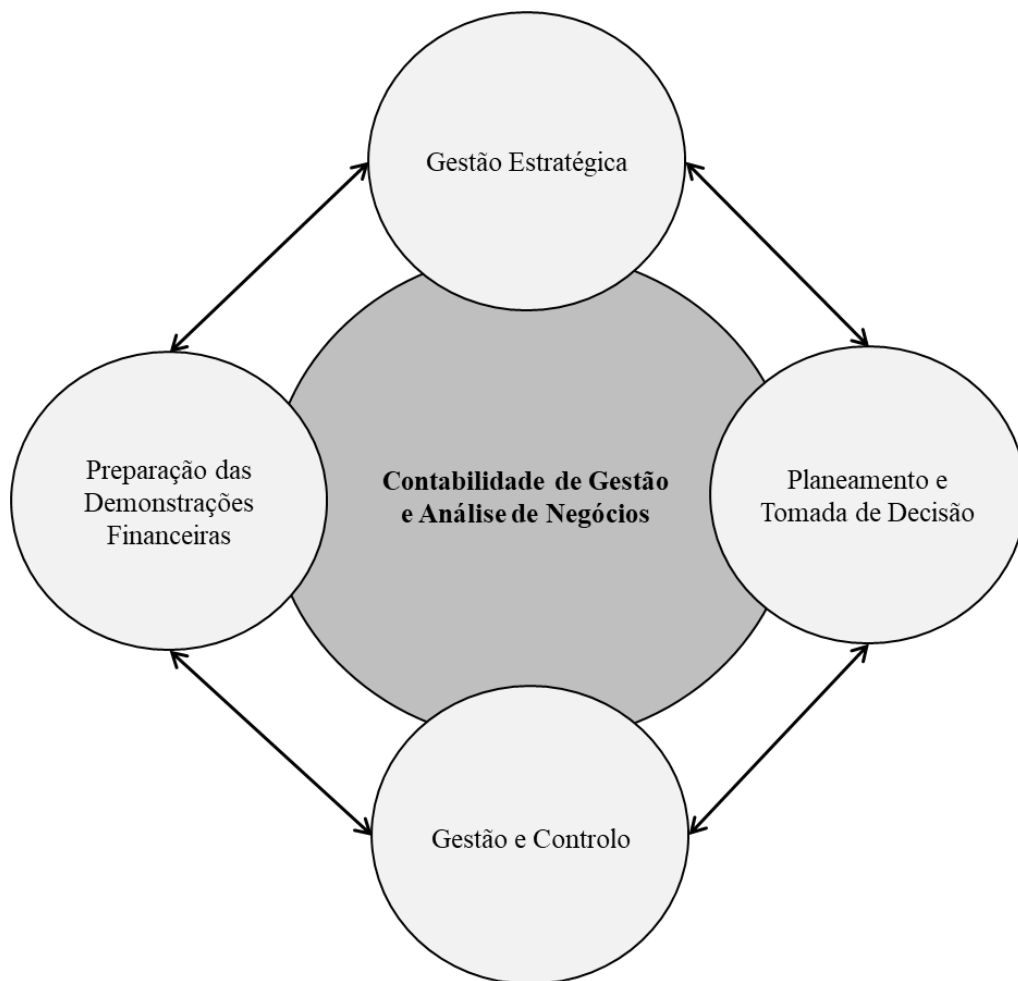 Gestão Estratégica
Preparação das
Demonstrações
Financeiras
Contabilidade de Gestão
e Análise de Negócios
Planeamento e
Tomada de Decisão
Gestão e Controlo